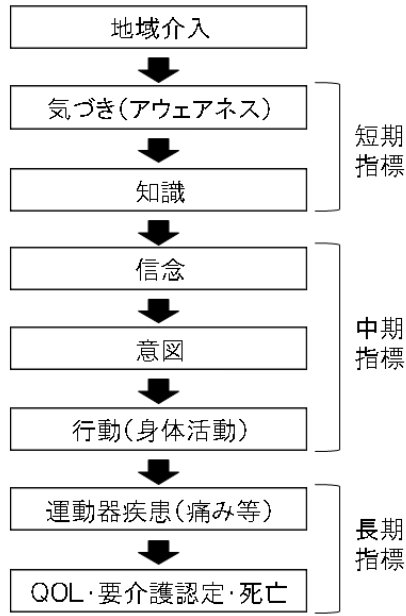 地域介入
気づき(アウェアネス)
短期
指標
知識
信念
意図
中期
指標
行動(身体活動)
運動器疾患(痛み等)
長期
指標
QOL・要介護認定・死亡